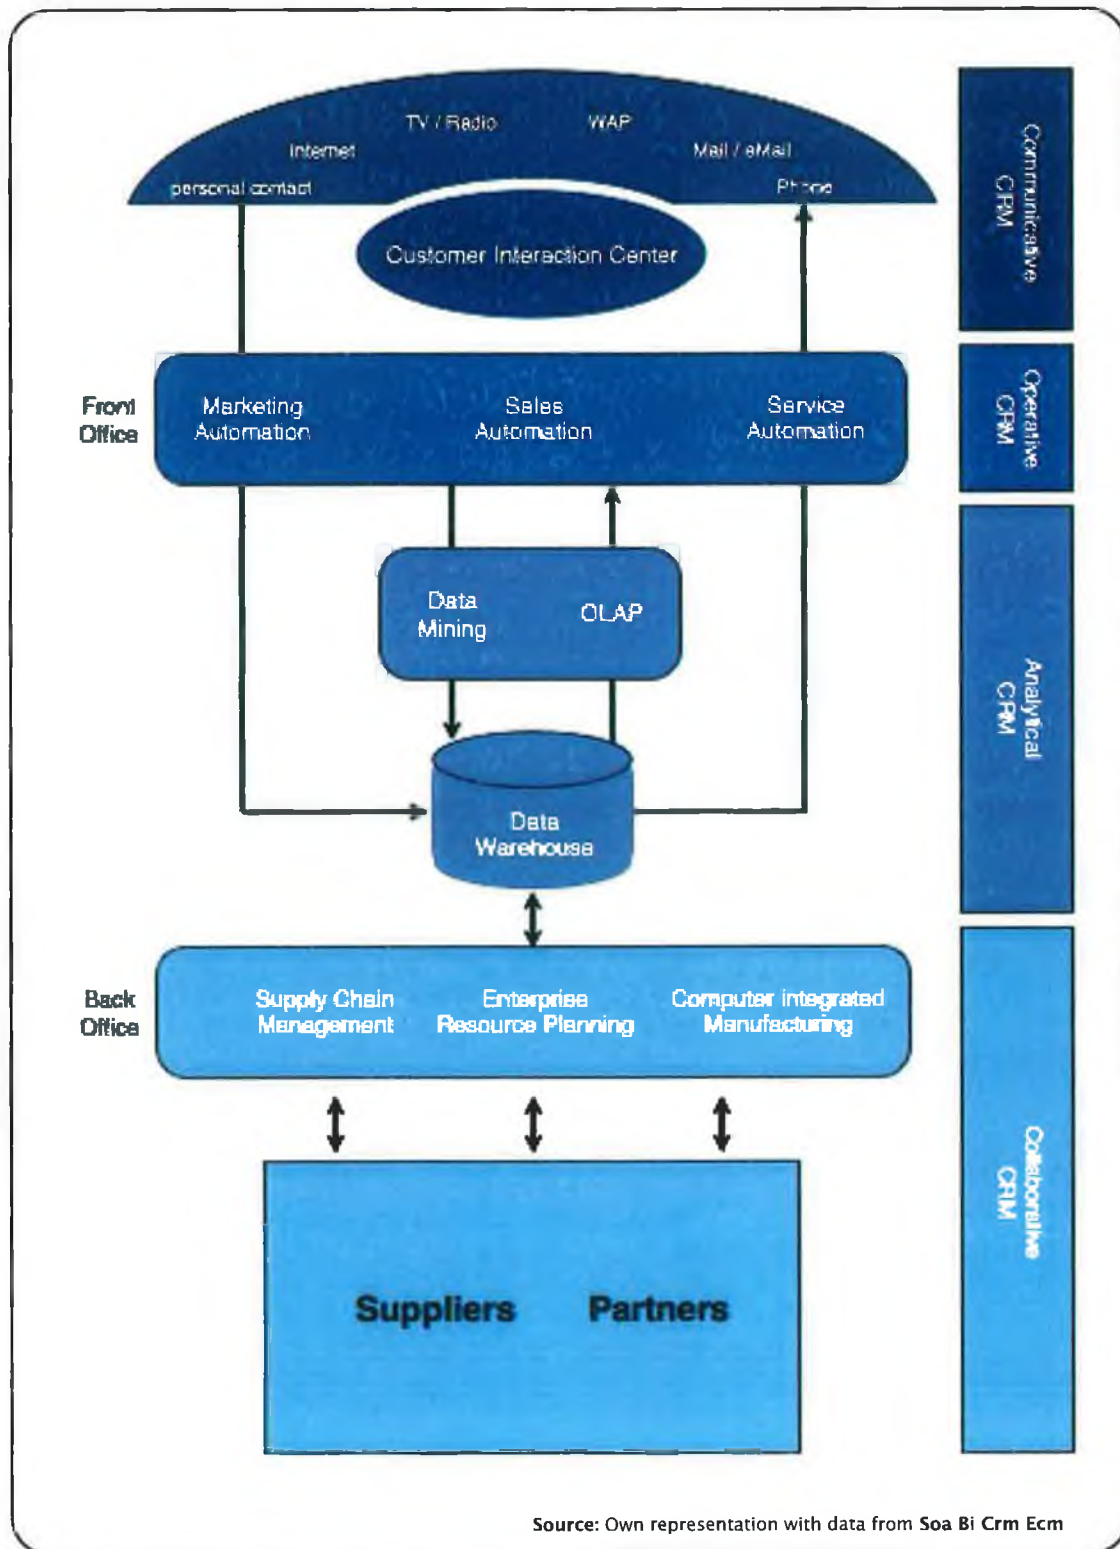 TV / Radio
WAP
Internet
Mail / eMail
personal contact
Phone
Customer Interaction Center
Communicative
CRM
Front
Office
Marketing
Automation
Sales
Automation
Service
Automation
Operative
CRM
Data
Mining
OLAP
Data
Warehouse
Analytical
CRM
Back
Office
Supply Chain
Management
Enterprise
Resource Planning
Computer integrated
Manufacturing
Collaborative
CRM
Suppliers
Partners
Source: Own representation with data from Soa Bi Crm Ecm